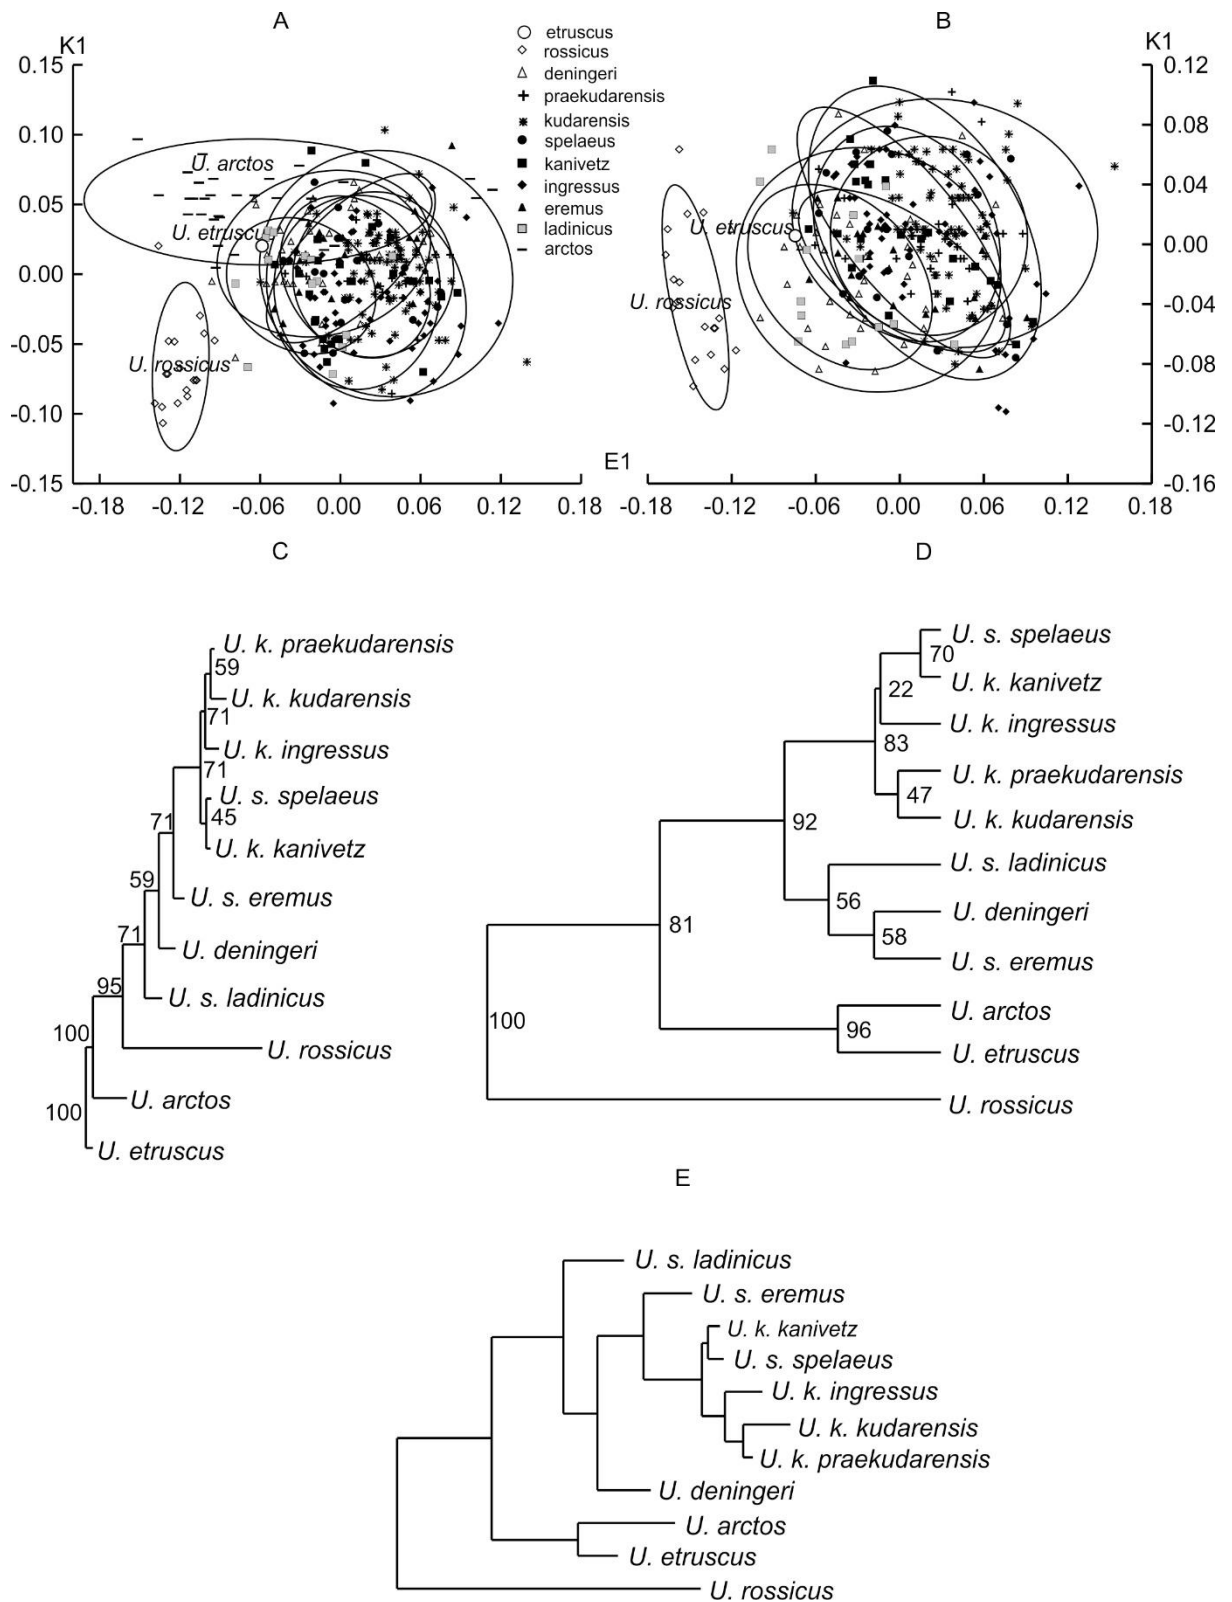 A
B
K1
K1
etruscus
rossicus
deningeri
praekudarensis
kudarensis
spelaeus
kanivetz
ingressus
eremus
ladinicus
arctos
0.15
0.10
0.05
0.00
-0.05
-0.10
-0.15
U. arctos
U. etruscus
U. rossicus
-0.18
-0.12
-0.06
0.00
0.06
0.12
0.18
E1
U. etruscus
U. rossicus
0.12
0.08
0.04
0.00
-0.04
-0.08
-0.12
-0.16
-0.18
-0.12
-0.06
0.00
0.06
0.12
0.18
C
U. k. praekudarensis
59
U. k. kudarensis
71
U. k. ingressus
71
U. s. spelaeus
71
45
U. k. kanivetz
59
U. s. eremus
71
U. deningeri
95
U. s. ladinicus
100
U. rossicus
100
U. arctos
U. etruscus
D
U. s. spelaeus
70
U. k. kanivetz
22
U. k. ingressus
83
U. k. praekudarensis
47
U. k. kudarensis
92
U. s. ladinicus
56
U. deningeri
58
U. s. eremus
81
U. arctos
100
96
U. etruscus
U. rossicus
E
U. s. ladinicus
U. s. eremus
U. k. kanivetz
U. s. spelaeus
U. k. ingressus
U. k. kudarensis
U. k. praekudarensis
U. deningeri
U. arctos
U. etruscus
U. rossicus